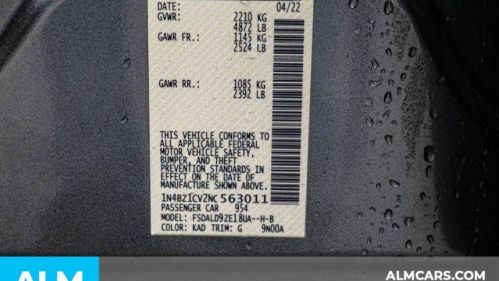 DATE: 04/22
GVWR: 2210 KG
4872 LB
GAWR FR.: 1145 KG
2524 LB
GAWR RR.: 1085 KG
2392 LB
THIS VEHICLE CONFORMS TO
ALL APPLICABLE FEDERAL
MOTOR VEHICLE SAFETY,
BUMPER, AND THEFT
PREVENTION STANDARDS IN
EFFECT ON THE DATE OF
MANUFACTURE SHOWN ABOVE.
1N4BZ1CVZNC563011
PASSENGER CAR 954
MODEL: FSDALD9ZE18UA--H-B
COLOR: KAD TRIM: G 9N00A
ALM
ALMCARS.COM